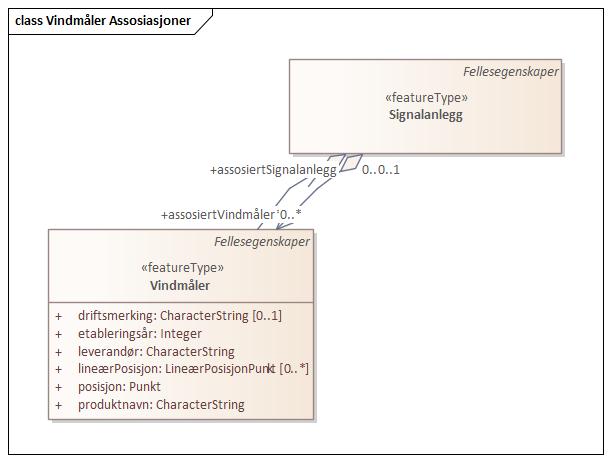 class Vindmåler Assosiasjoner
Fellesegenskaper
«featureType»
Signalanlegg
+assosiertSignalanlegg 0..0..1
+assosiertVindmåler 0..*
Fellesegenskaper
«featureType»
Vindmåler
+ driftsmerking: CharacterString [0..1]
+ etableringsår: Integer
+ leverandør: CharacterString
+ lineærPosisjon: LineærPosisjonPunkt [0..*]
+ posisjon: Punkt
+ produktnavn: CharacterString